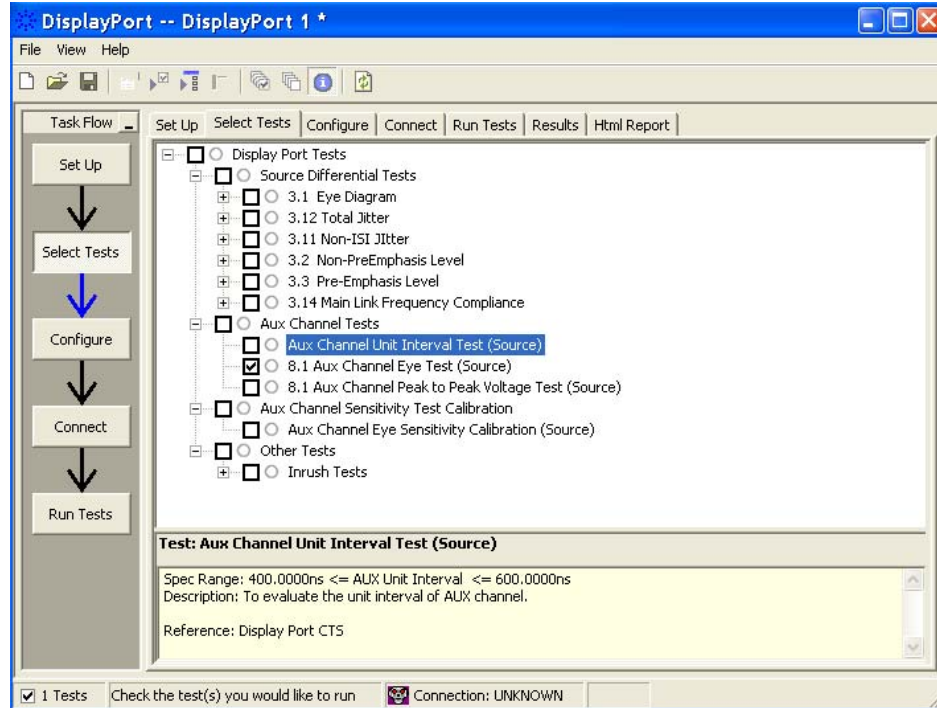 DisplayPort -- DisplayPort 1 *
File View Help
Task Flow
Set Up
Select Tests
Configure
Connect
Run Tests
Set Up Select Tests Configure Connect Run Tests Results Html Report
Display Port Tests
Source Differential Tests
3.1 Eye Diagram
3.12 Total Jitter
3.11 Non-ISI JItter
3.2 Non-PreEmphasis Level
3.3 Pre-Emphasis Level
3.14 Main Link Frequency Compliance
Aux Channel Tests
Aux Channel Unit Interval Test (Source)
8.1 Aux Channel Eye Test (Source)
8.1 Aux Channel Peak to Peak Voltage Test (Source)
Aux Channel Sensitivity Test Calibration
Aux Channel Eye Sensitivity Calibration (Source)
Other Tests
Inrush Tests
Test: Aux Channel Unit Interval Test (Source)
Spec Range: 400.0000ns <= AUX Unit Interval <= 600.0000ns
Description: To evaluate the unit interval of AUX channel.
Reference: Display Port CTS
1 Tests Check the test(s) you would like to run Connection: UNKNOWN